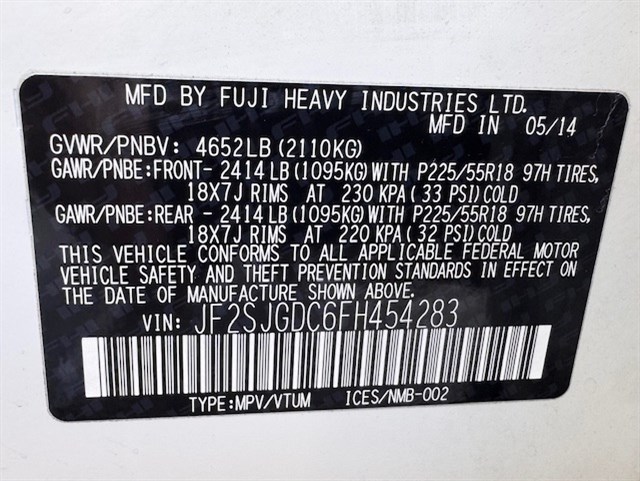 MFD BY FUJI HEAVY INDUSTRIES LTD.
MFD IN 05/14
GVWR/PNBV: 4652LB (2110KG)
GAWR/PNBE:FRONT- 2414 LB (1095KG) WITH P225/55R18 97H TIRES,
18X7J RIMS AT 230 KPA (33 PSI) COLD
GAWR/PNBE:REAR - 2414 LB (1095KG) WITH P225/55R18 97H TIRES,
18X7J RIMS AT 220 KPA (32 PSI) COLD
THIS VEHICLE CONFORMS TO ALL APPLICABLE FEDERAL MOTOR
VEHICLE SAFETY AND THEFT PREVENTION STANDARDS IN EFFECT ON
THE DATE OF MANUFACTURE SHOWN ABOVE.
VIN: JF2SJGDC6FH454283
TYPE:MPV/VTUM ICES/NMB-002